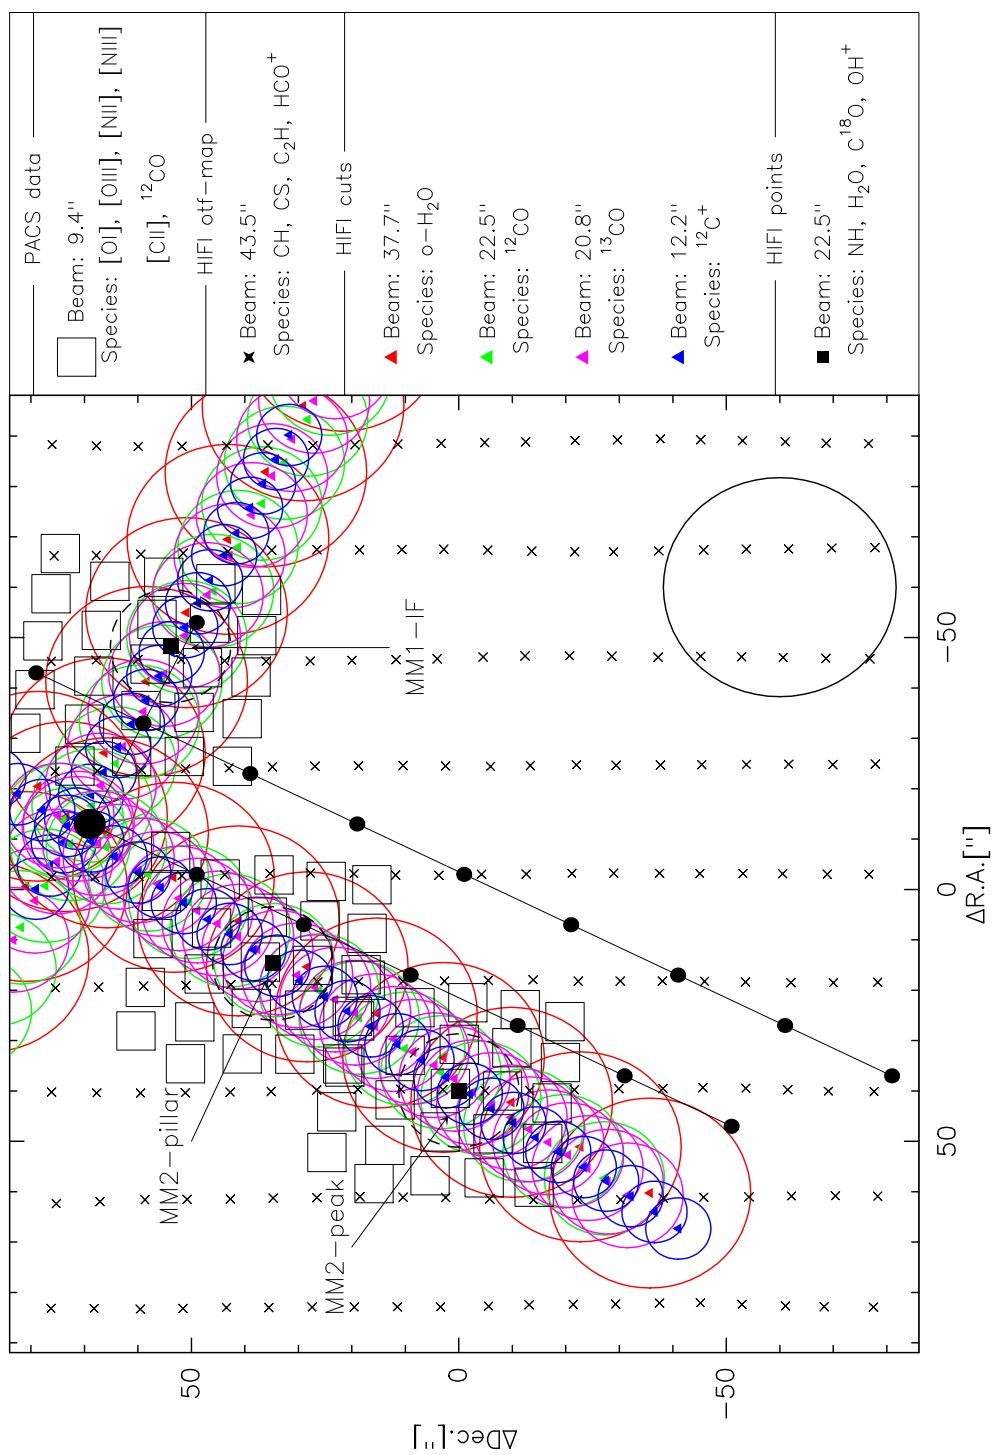 PACS data
Beam: 9.4"
Species: [OI], [OIII], [NII], [NIII]
[CII], ¹²CO
HIFI otf-map
Beam: 43.5"
Species: CH, CS, C₂H, HCO⁺
HIFI cuts
Beam: 37.7"
Species: o-H₂O
Beam: 22.5"
Species: ¹²CO
Beam: 20.8"
Species: ¹³CO
Beam: 12.2"
Species: ¹²C⁺
HIFI points
Beam: 22.5"
Species: NH, H₂O, C¹⁸O, OH⁺
MM1-IF
MM2-pillar
MM2-peak
ΔDec.["]
50
0
-50
ΔR.A.["]
50
0
-50